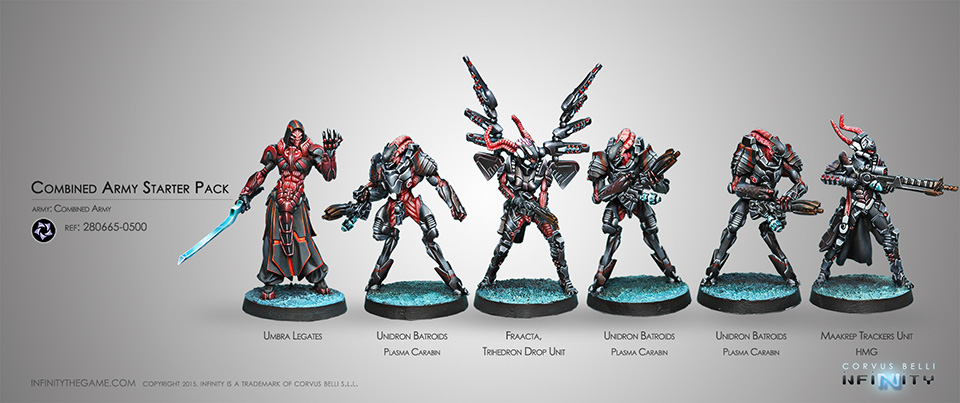 Combined Army Starter Pack
army: Combined Army
ref: 280665-0500
Umbra Legates
Unidron Batroids
Plasma Carabin
Fraacta,
Trihedron Drop Unit
Unidron Batroids
Plasma Carabin
Unidron Batroids
Plasma Carabin
Maakrep Trackers Unit
HMG
infinitythegame.com copyright 2015. infinity is a trademark of corvus belli s.l.l.
CORVUS BELLI
INFINITY